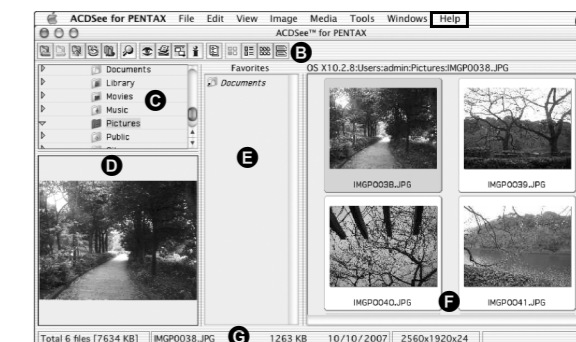 ACDSee for PENTAX File Edit View Image Media Tools Windows Help
ACDSee™ for PENTAX
B
Documents
Library
Movies
Music
Pictures
Public
C
Favorites
Documents
E
OS X10.2.8:Users:admin:Pictures:IMGP0038.JPG
IMGP0038.JPG
IMGP0039.JPG
IMGP0040.JPG
F
IMGP0041.JPG
D
Total 6 files [7634 KB] IMGP0038.JPG G 1263 KB 10/10/2007 2560x1920x24